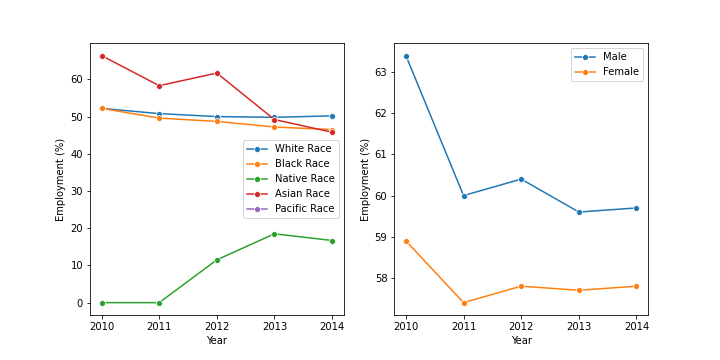 Employment (%)
60
50
40
30
20
10
0
White Race
Black Race
Native Race
Asian Race
Pacific Race
2010 2011 2012 2013 2014
Year
Employment (%)
63
62
61
60
59
58
Male
Female
2010 2011 2012 2013 2014
Year